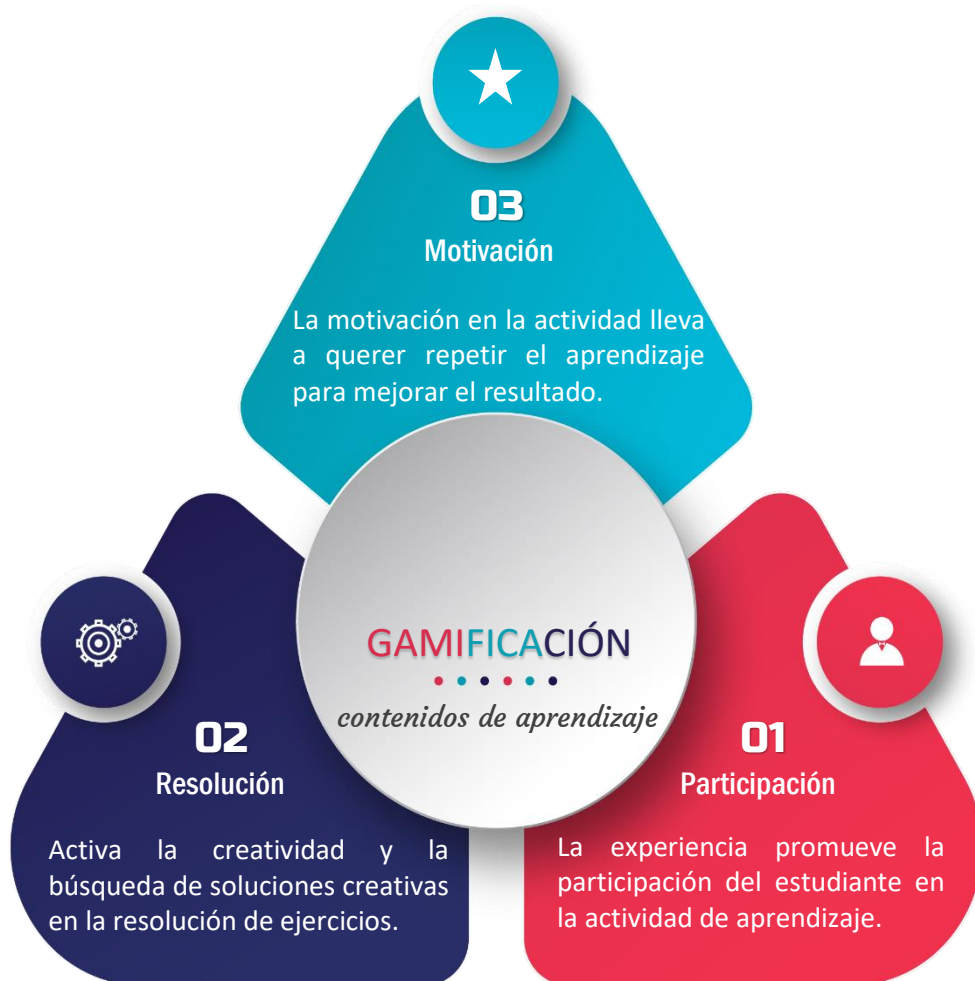 03
Motivación
La motivación en la actividad lleva
a querer repetir el aprendizaje
para mejorar el resultado.
GAMIFICACIÓN
contenidos de aprendizaje
02
Resolución
Activa la creatividad y la
búsqueda de soluciones creativas
en la resolución de ejercicios.
01
Participación
La experiencia promueve la
participación del estudiante en
la actividad de aprendizaje.